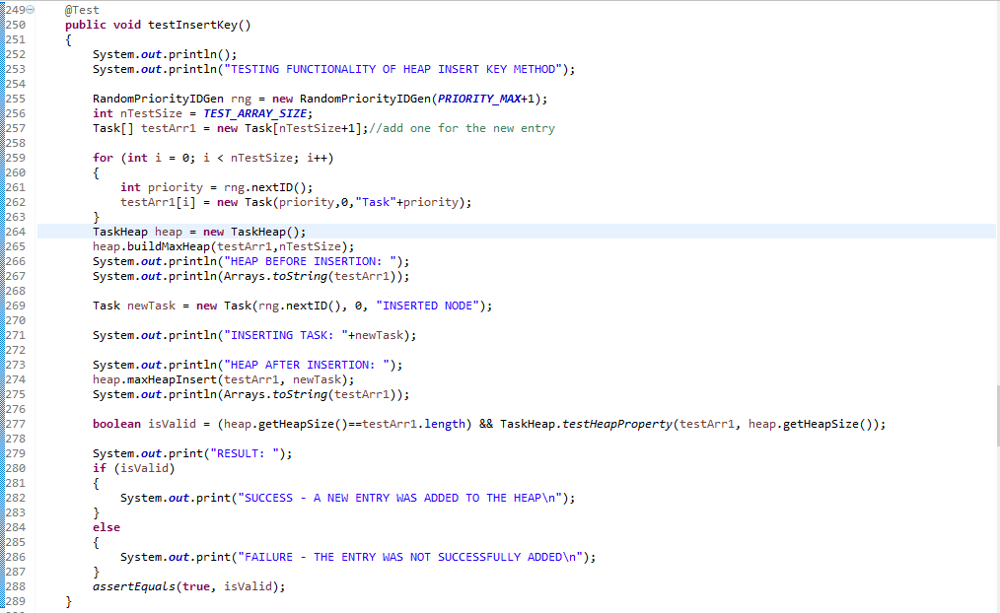 249 @Test
250 public void testInsertKey()
251 {
252 System.out.println();
253 System.out.println("TESTING FUNCTIONALITY OF HEAP INSERT KEY METHOD");
254
255 RandomPriorityIDGen rng = new RandomPriorityIDGen(PRIORITY_MAX+1);
256 int nTestSize = TEST_ARRAY_SIZE;
257 Task[] testArr1 = new Task[nTestSize+1];//add one for the new entry
258
259 for (int i = 0; i < nTestSize; i++)
260 {
261 int priority = rng.nextID();
262 testArr1[i] = new Task(priority,0,"Task"+priority);
263 }
264 TaskHeap heap = new TaskHeap();
265 heap.buildMaxHeap(testArr1,nTestSize);
266 System.out.println("HEAP BEFORE INSERTION: ");
267 System.out.println(Arrays.toString(testArr1));
268
269 Task newTask = new Task(rng.nextID(), 0, "INSERTED NODE");
270
271 System.out.println("INSERTING TASK: "+newTask);
272
273 System.out.println("HEAP AFTER INSERTION: ");
274 heap.maxHeapInsert(testArr1, newTask);
275 System.out.println(Arrays.toString(testArr1));
276
277 boolean isValid = (heap.getHeapSize()==testArr1.length) && TaskHeap.testHeapProperty(testArr1, heap.getHeapSize());
278
279 System.out.print("RESULT: ");
280 if (isValid)
281 {
282 System.out.print("SUCCESS - A NEW ENTRY WAS ADDED TO THE HEAP\n");
283 }
284 else
285 {
286 System.out.print("FAILURE - THE ENTRY WAS NOT SUCCESSFULLY ADDED\n");
287 }
288 assertEquals(true, isValid);
289 }